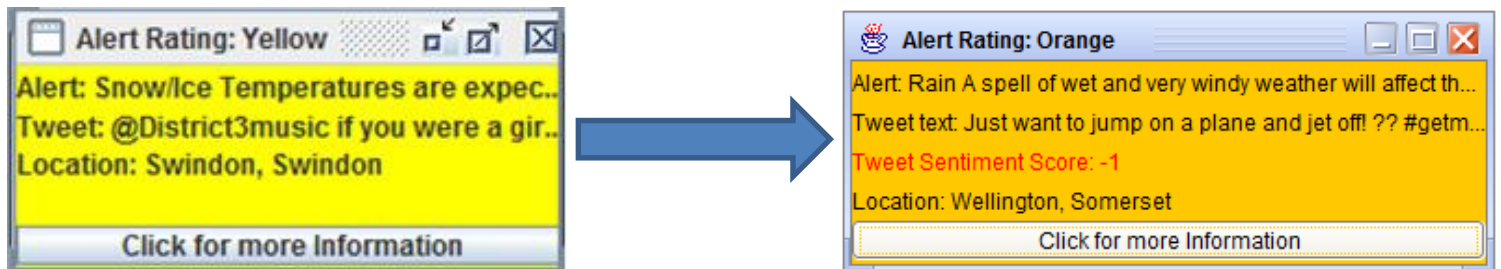 Alert Rating: Yellow
Alert: Snow/Ice Temperatures are expec..
Tweet: @District3music if you were a gir..
Location: Swindon, Swindon
Click for more Information
Alert Rating: Orange
Alert: Rain A spell of wet and very windy weather will affect th...
Tweet text: Just want to jump on a plane and jet off! ?? #getm...
Tweet Sentiment Score: -1
Location: Wellington, Somerset
Click for more Information